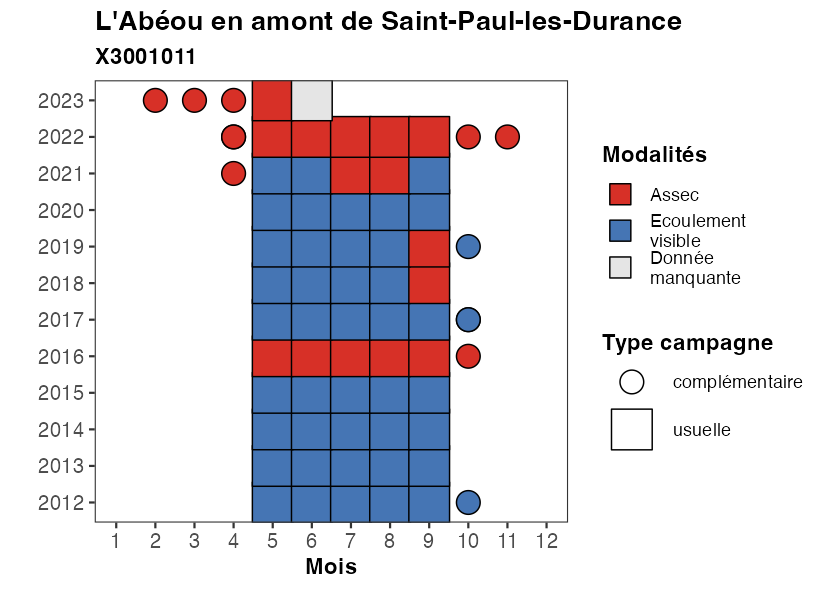 L'Abéou en amont de Saint-Paul-les-Durance
X3001011
2023
2022
2021
2020
2019
2018
2017
2016
2015
2014
2013
2012
1 2 3 4 5 6 7 8 9 10 11 12
Mois
Modalités
Assec
Ecoulement
visible
Donnée
manquante
Type campagne
complémentaire
usuelle